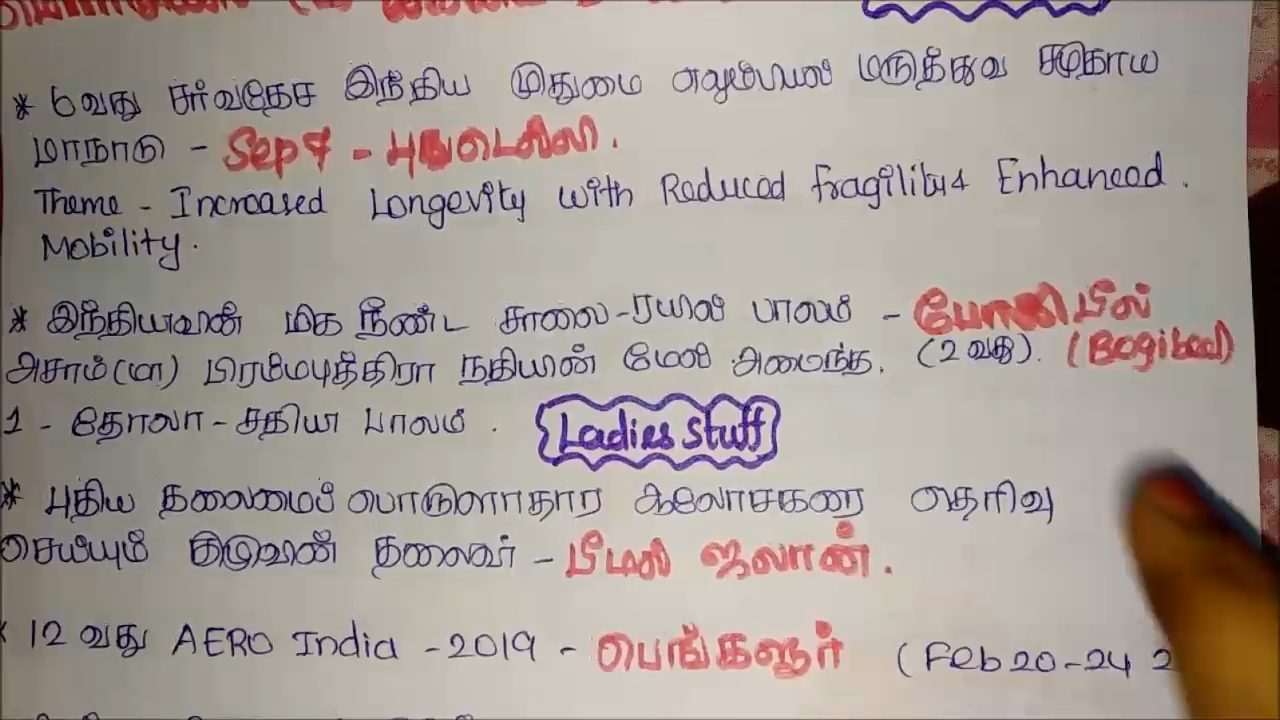 * 6வது சர்வதேச இந்திய முதுமை எலும்பியல் மருத்துவ சமுதாய
மாநாடு - Sep 7 - புதுடெல்லி.
Theme - Increased Longevity with Reduced fragility & Enhanced.
Mobility.
* இந்தியாவின் மிக நீண்ட சாலை-ரயில் பாலம் - போகிபீல்
அசாம்(மா) பிரம்மபுத்திரா நதியின் மேல் அமைந்த. (2வது). (Bogibeel)
1 - தோலா - சதியா பாலம்.
Ladies Stuff
* புதிய தலைமைப் பொருளாதார ஆலோசகரை தெரிவு
செய்யும் குழுவின் தலைவர் - பீமல் ஜலான்.
* 12 வது AERO India - 2019 - பெங்களூர் (Feb 20-24 2